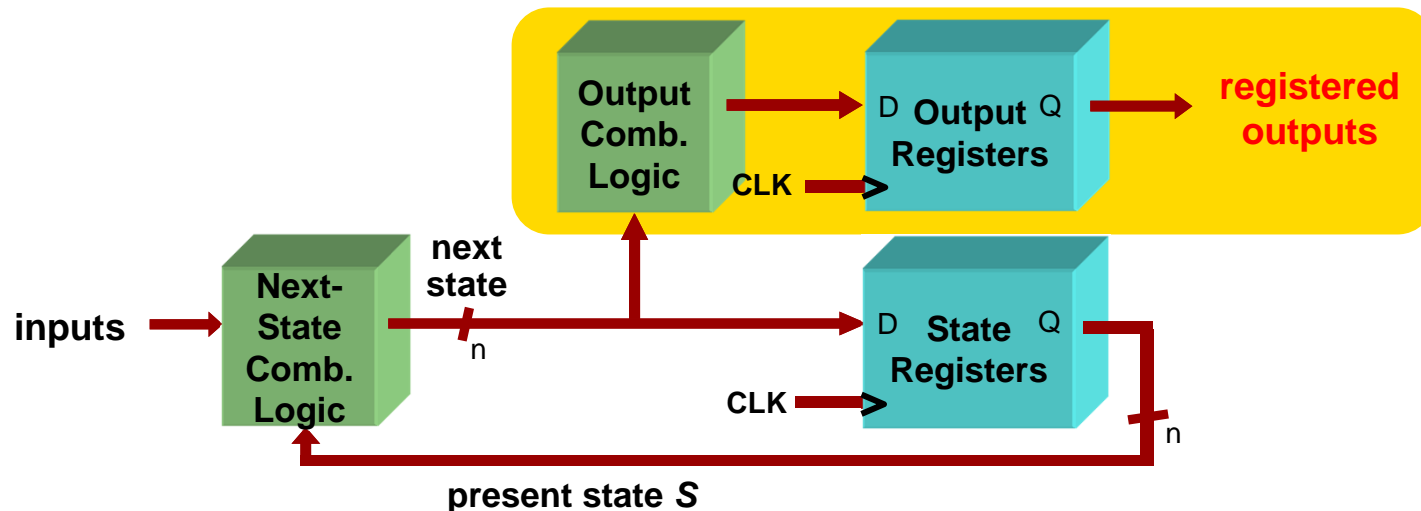 Output
Comb.
Logic
D Output Q
Registers
CLK
registered
outputs
inputs
Next-
State
Comb.
Logic
next
state
n
D State Q
Registers
CLK
n
present state S